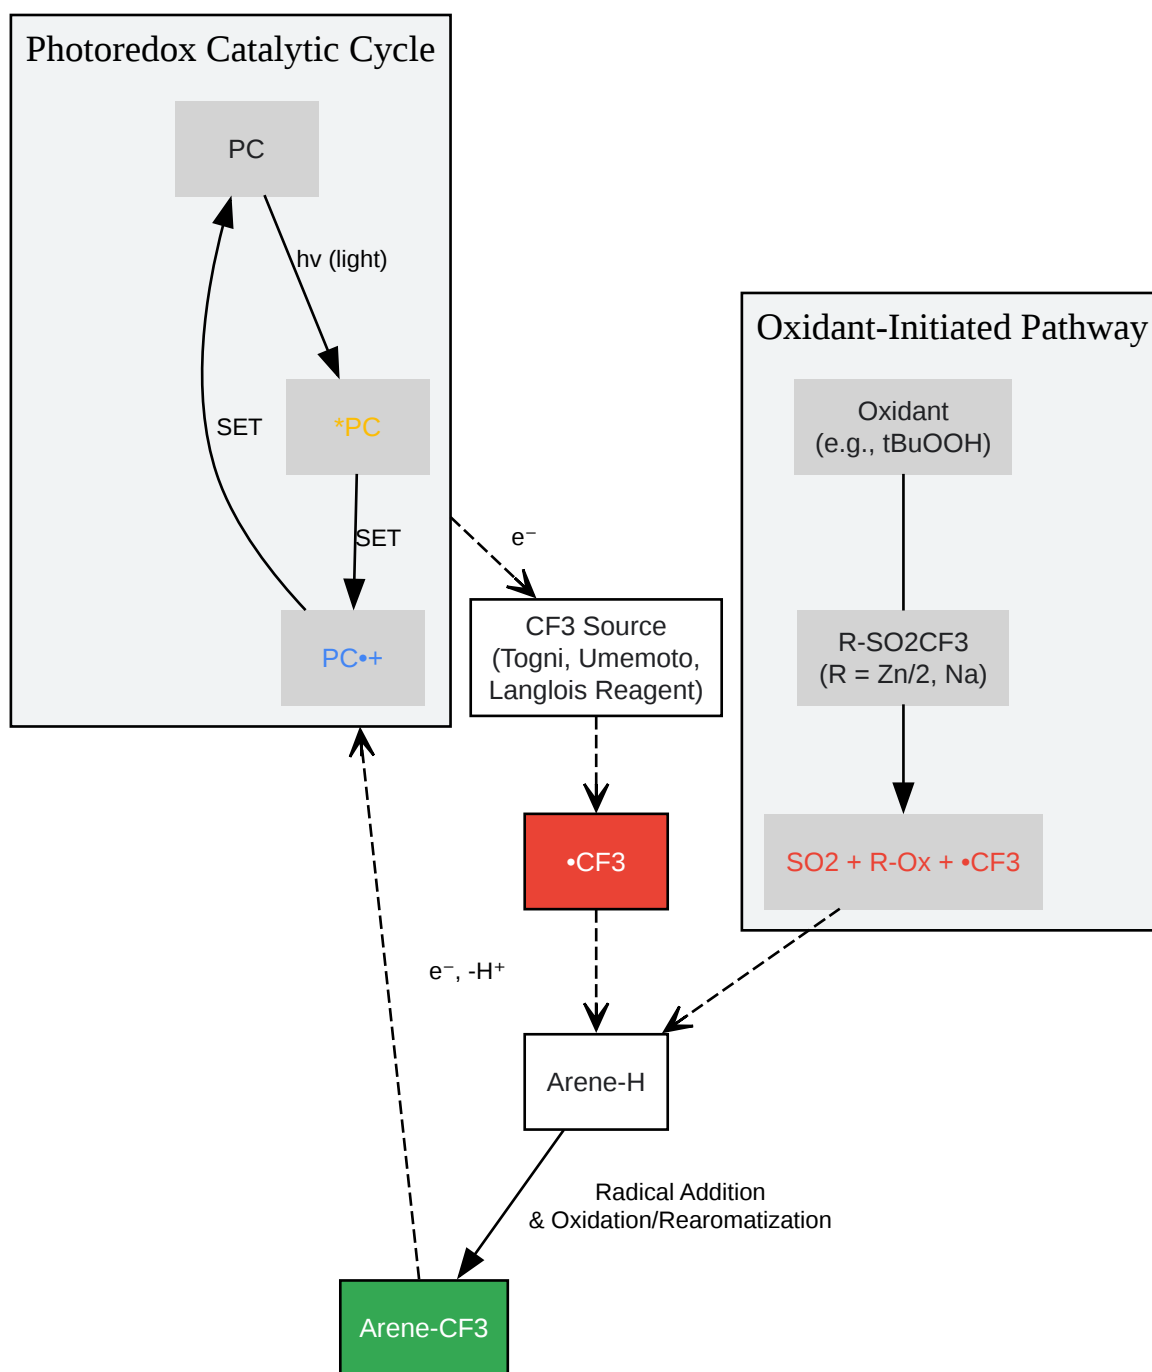 Photoredox Catalytic Cycle
PC
hv (light)
SET
*PC
SET
PC•+
e⁻
CF3 Source
(Togni, Umemoto,
Langlois Reagent)
•CF3
Oxidant-Initiated Pathway
Oxidant
(e.g., tBuOOH)
R-SO2CF3
(R = Zn/2, Na)
SO2 + R-Ox + •CF3
e⁻, -H⁺
Arene-H
Radical Addition
& Oxidation/Rearomatization
Arene-CF3